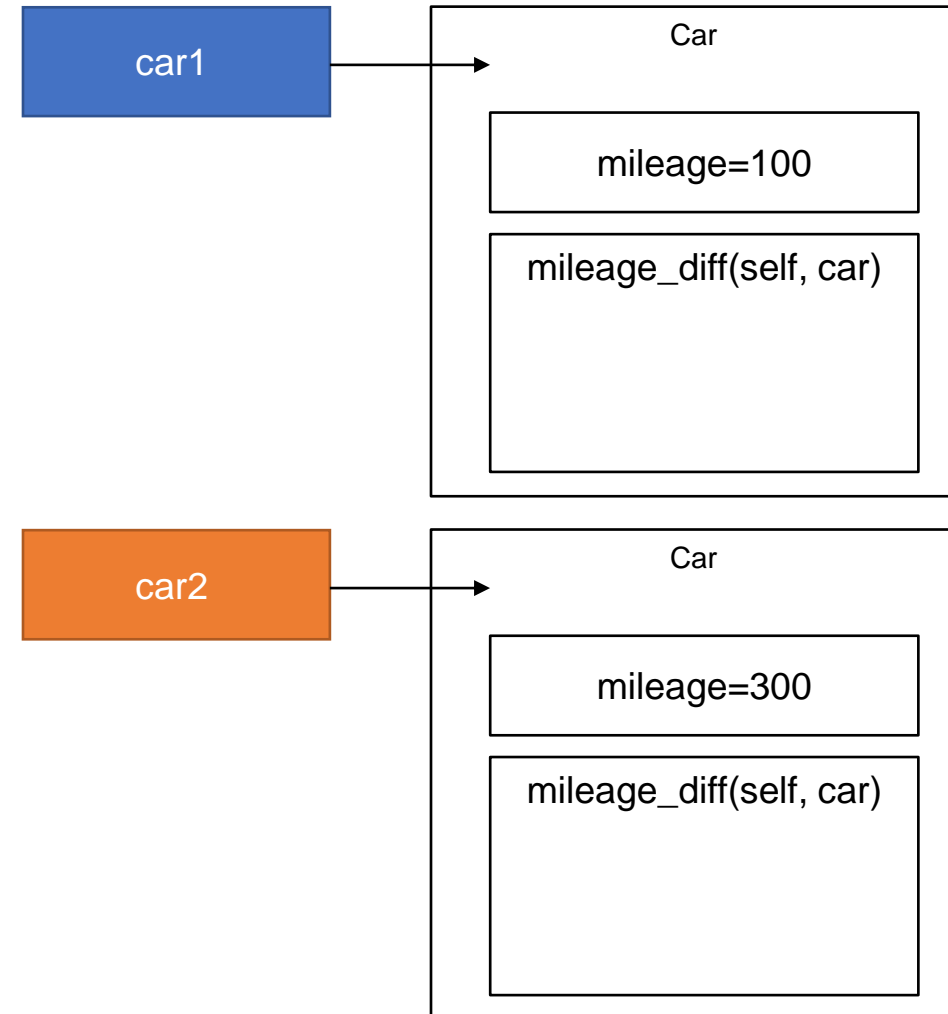 car1
Car
mileage=100
mileage_diff(self, car)
car2
Car
mileage=300
mileage_diff(self, car)